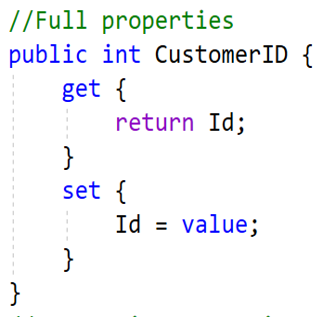 //Full properties
public int CustomerID {
get {
return Id;
}
set {
Id = value;
}
}